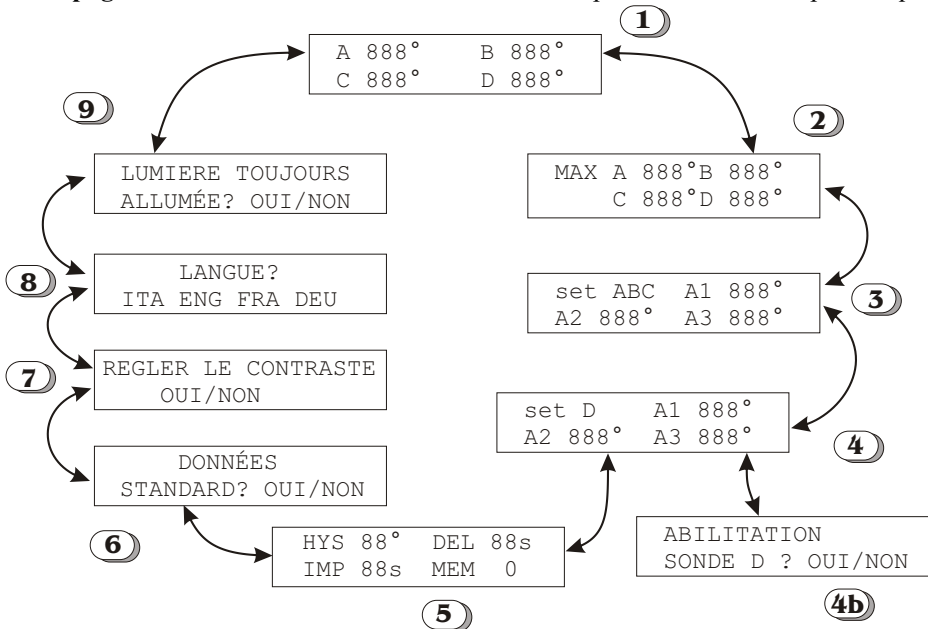 1
A 888° B 888°
C 888° D 888°
2
MAX A 888° B 888°
C 888° D 888°
3
set ABC A1 888°
A2 888° A3 888°
4
set D A1 888°
A2 888° A3 888°
4b
ABILITATION
SONDE D ? OUI/NON
5
HYS 88° DEL 88s
IMP 88s MEM 0
6
DONNÉES
STANDARD? OUI/NON
7
REGLER LE CONTRASTE
OUI/NON
8
LANGUE?
ITA ENG FRA DEU
9
LUMIERE TOUJOURS
ALLUMÉE? OUI/NON